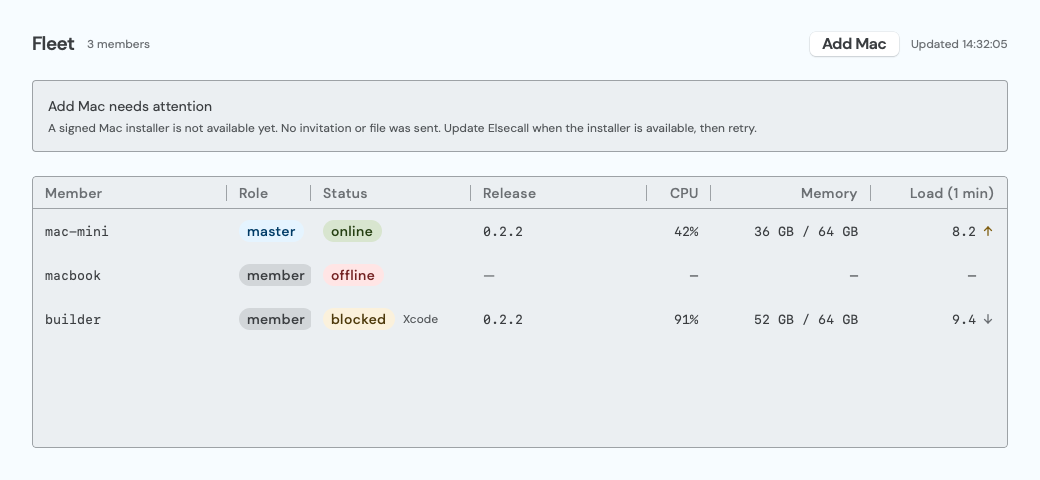 Fleet 3 members Add Mac Updated 14:32:05
Add Mac needs attention
A signed Mac installer is not available yet. No invitation or file was sent. Update Elsecall when the installer is available, then retry.
Member Role Status Release CPU Memory Load (1 min)
mac-mini master online 0.2.2 42% 36 GB / 64 GB 8.2 ↑
macbook member offline — — — —
builder member blocked Xcode 0.2.2 91% 52 GB / 64 GB 9.4 ↓